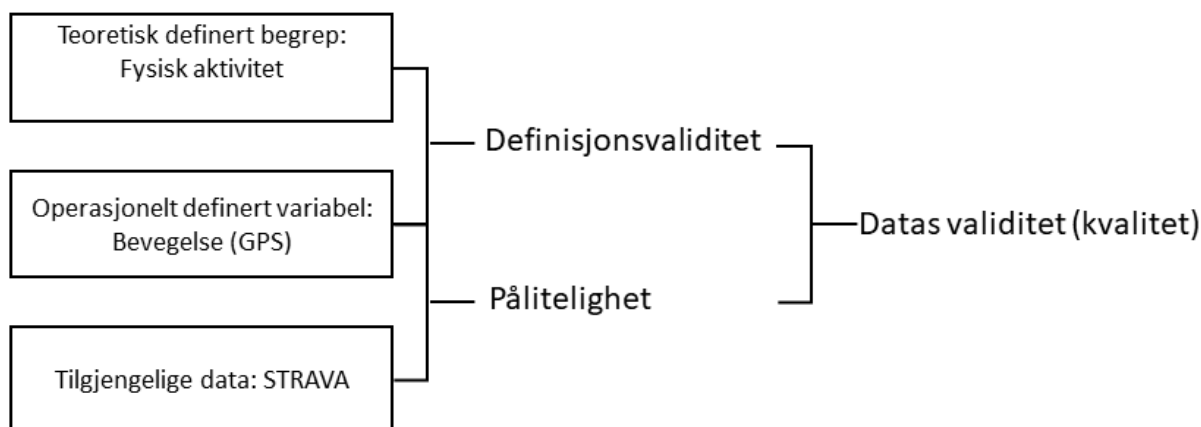 Teoretisk definert begrep:
Fysisk aktivitet
Definisjonsvaliditet
Operasjonelt definert variabel:
Bevegelse (GPS)
Datas validitet (kvalitet)
Pålitelighet
Tilgjengelige data: STRAVA